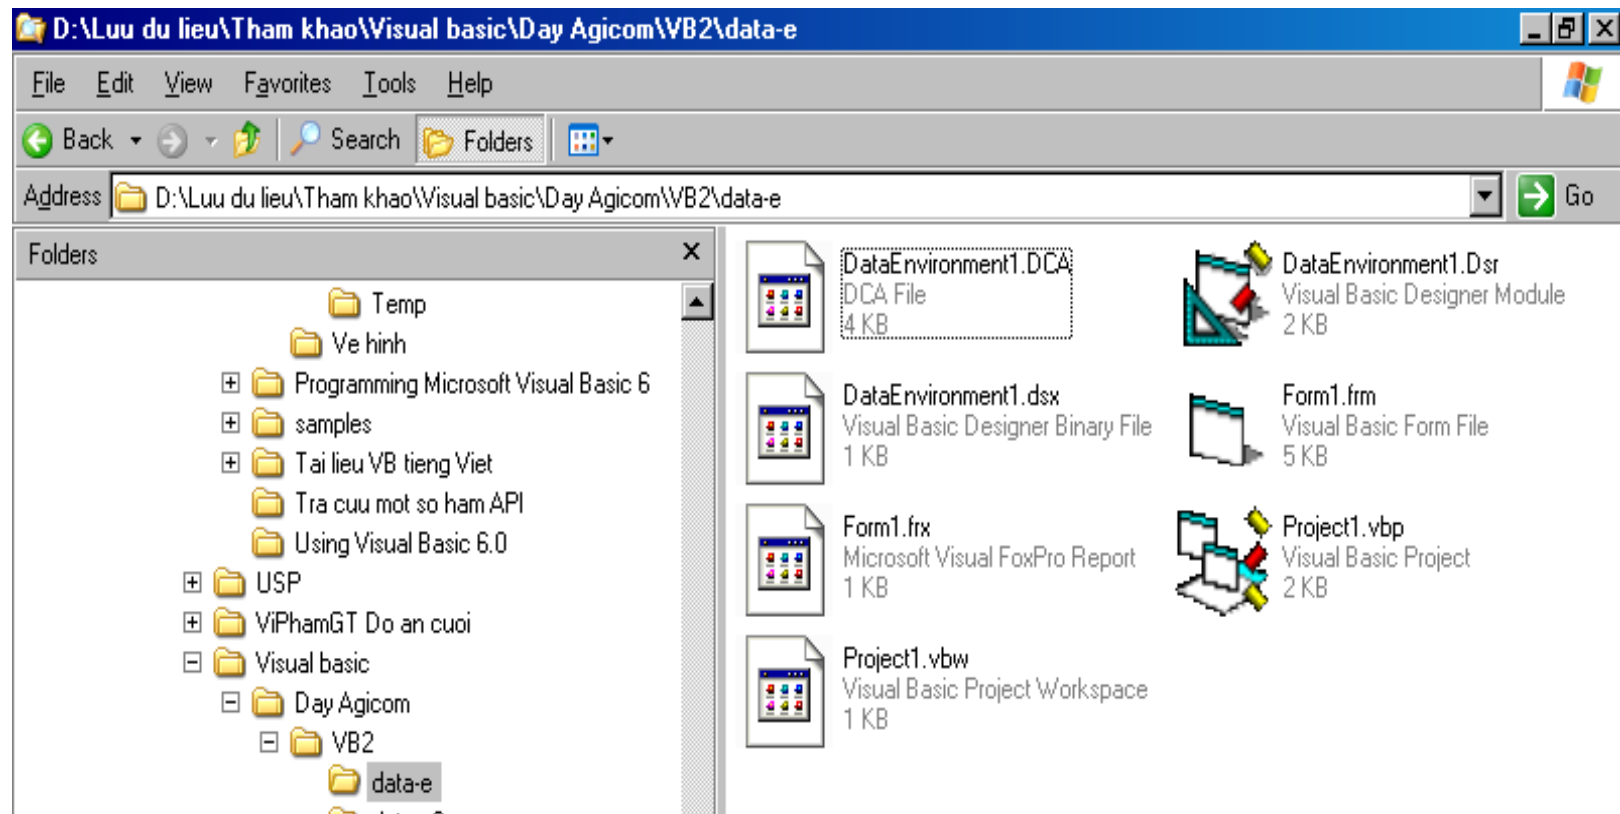 D:\Luu du lieu\Tham khao\Visual basic\Day Agicom\VB2\data-e
File Edit View Favorites Tools Help
Back Search Folders
Address D:\Luu du lieu\Tham khao\Visual basic\Day Agicom\VB2\data-e Go
Folders
Temp
Ve hinh
Programming Microsoft Visual Basic 6
samples
Tai lieu VB tieng Viet
Tra cuu mot so ham API
Using Visual Basic 6.0
USP
ViPhamGT Do an cuoi
Visual basic
Day Agicom
VB2
data-e
DataEnvironment1.DCA
DCA File
4 KB
DataEnvironment1.Dsr
Visual Basic Designer Module
2 KB
DataEnvironment1.dsx
Visual Basic Designer Binary File
1 KB
Form1.frm
Visual Basic Form File
5 KB
Form1.frx
Microsoft Visual FoxPro Report
1 KB
Project1.vbp
Visual Basic Project
2 KB
Project1.vbw
Visual Basic Project Workspace
1 KB